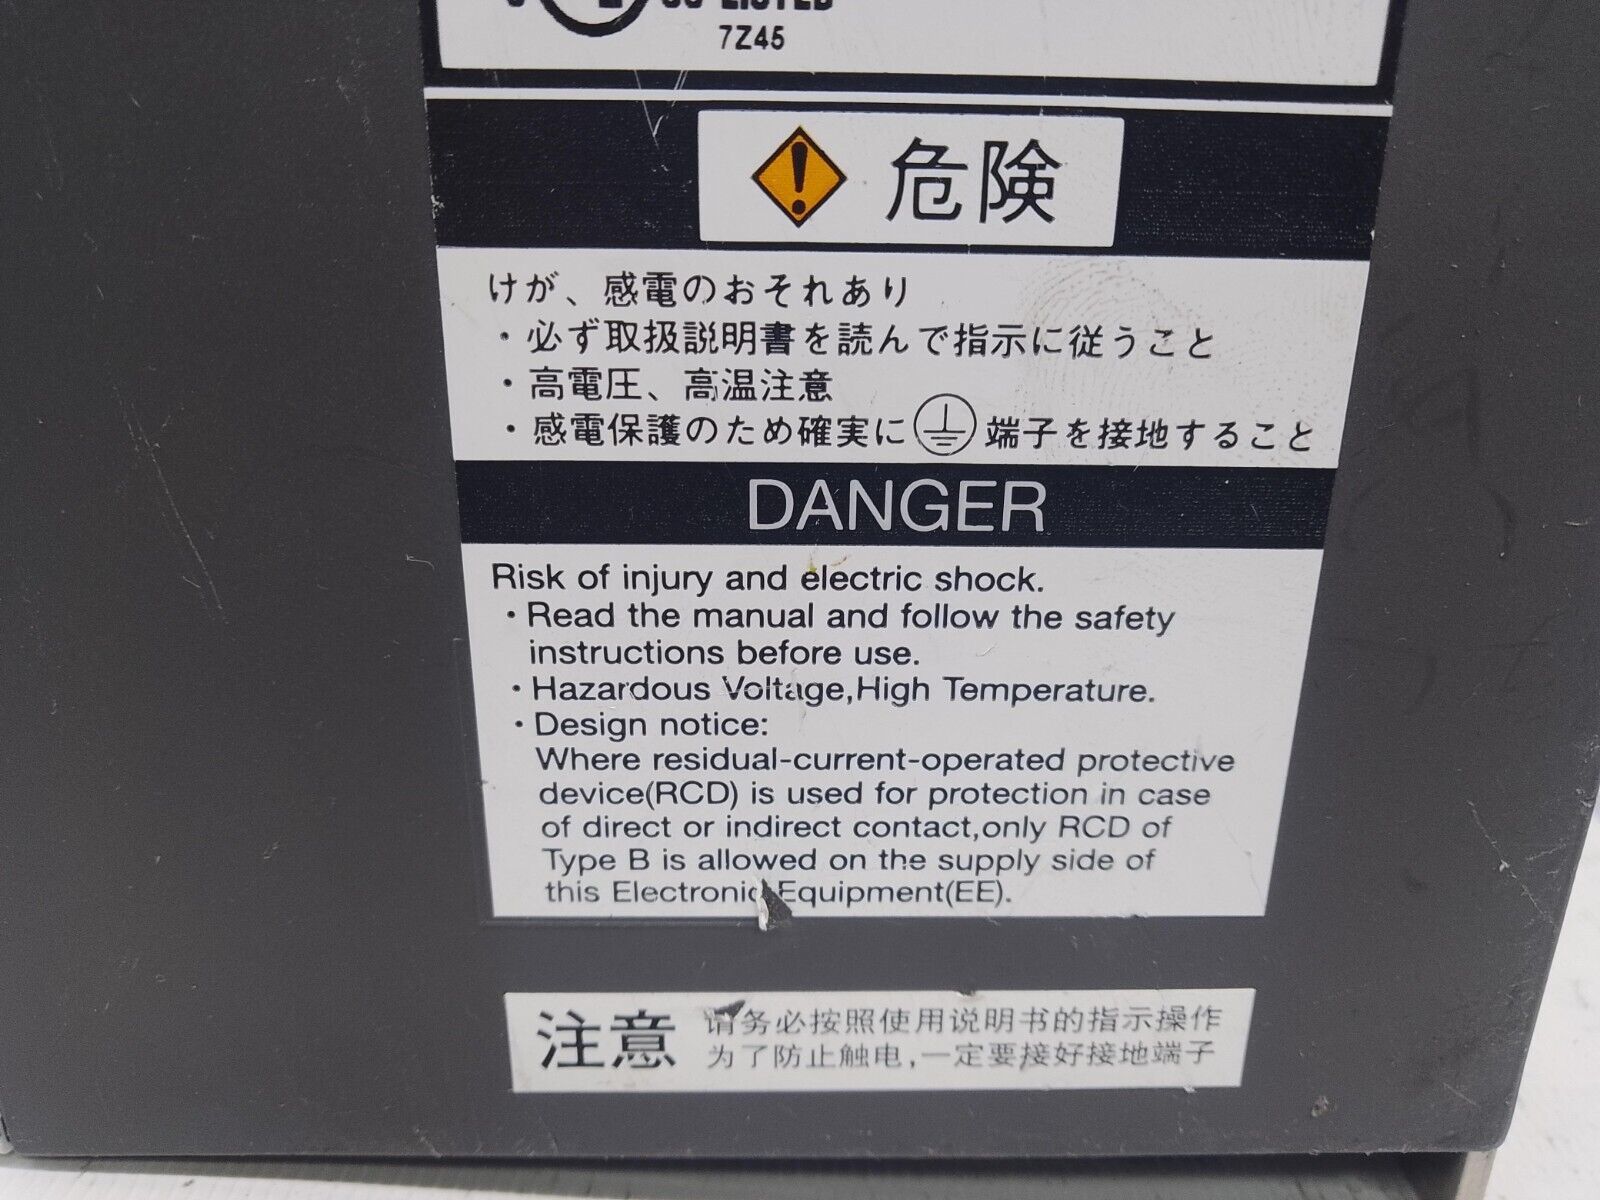 LISTED
7Z45
危険
けが、感電のおそれあり
・必ず取扱説明書を読んで指示に従うこと
・高電圧、高温注意
・感電保護のため確実に 端子を接地すること
DANGER
Risk of injury and electric shock.
・Read the manual and follow the safety
instructions before use.
・Hazardous Voltage,High Temperature.
・Design notice:
Where residual-current-operated protective
device(RCD) is used for protection in case
of direct or indirect contact,only RCD of
Type B is allowed on the supply side of
this Electronic Equipment(EE).
注意
请务必按照使用说明书的指示操作
为了防止触电,一定要接好接地端子